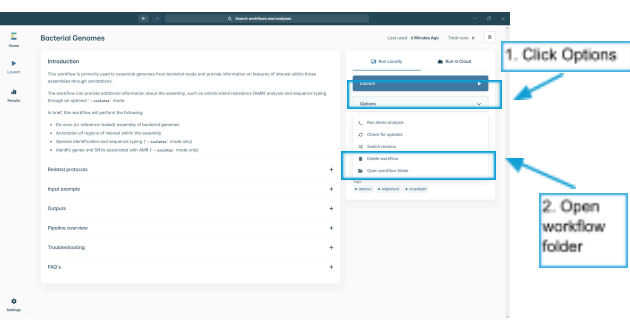 Search workflows and analyses
Home
Launch
Results
Settings
Bacterial Genomes
Last used 6 Minutes Ago Total runs 6
Introduction
This workflow is primarily used to assemble genomes from bacterial reads and provide information on features of interest within those
assemblies through annotations.
The workflow can provide additional information about the assembly, such as antimicrobial resistance (AMR) analysis and sequence typing
through an optional `--isolates` mode.
In brief, this workflow will perform the following:
• De novo (or reference-based) assembly of bacterial genomes
• Annotation of regions of interest within the assembly
• Species identification and sequence typing (`--isolates` mode only)
• Identify genes and SNVs associated with AMR (`--isolates` mode only)
Related protocols +
Input example +
Outputs +
Pipeline overview +
Troubleshooting +
FAQ's +
Run Locally
Run In Cloud
Launch
Options
Run demo analysis
Check for updates
Switch revision
Delete workflow
Open workflow folder
Tags
• denovo • alignment • mosdepth
1. Click Options
2. Open
workflow
folder